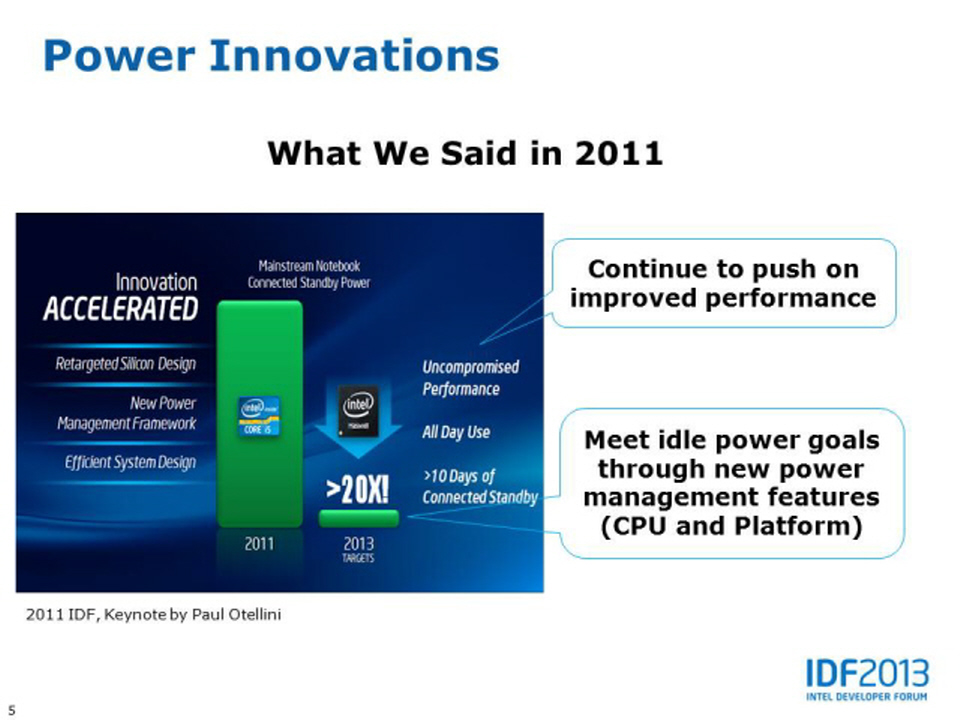 Power Innovations
What We Said in 2011
Innovation
ACCELERATED
Retargeted Silicon Design
New Power
Management Framework
Efficient System Design
Mainstream Notebook
Connected Standby Power
intel inside
CORE i5
2011
intel
Haswell
>20X!
2013
TARGETS
Uncompromised
Performance
All Day Use
>10 Days of
Connected Standby
Continue to push on
improved performance
Meet idle power goals
through new power
management features
(CPU and Platform)
2011 IDF, Keynote by Paul Otellini
IDF2013
INTEL DEVELOPER FORUM
5